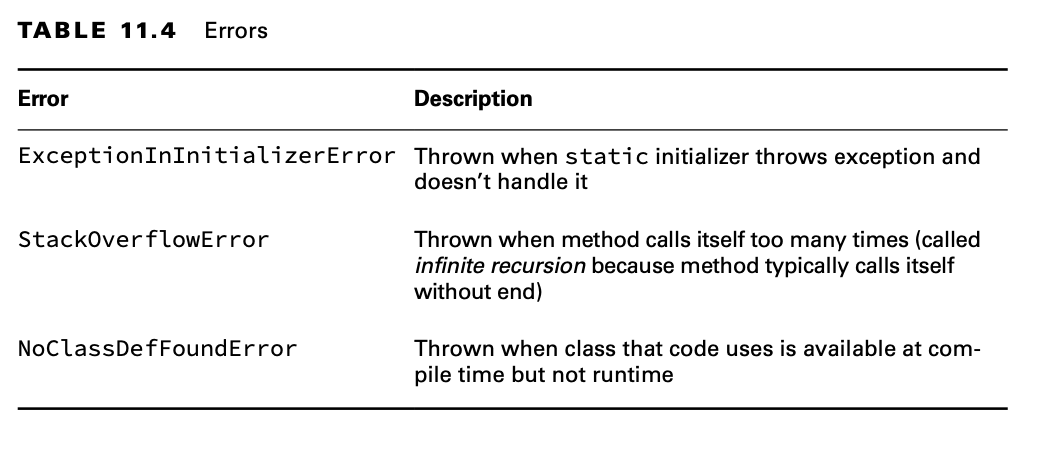 TABLE 11.4 Errors
Error Description
ExceptionInInitializerError Thrown when static initializer throws exception and
doesn't handle it
StackOverflowError Thrown when method calls itself too many times (called
infinite recursion because method typically calls itself
without end)
NoClassDefFoundError Thrown when class that code uses is available at com-
pile time but not runtime